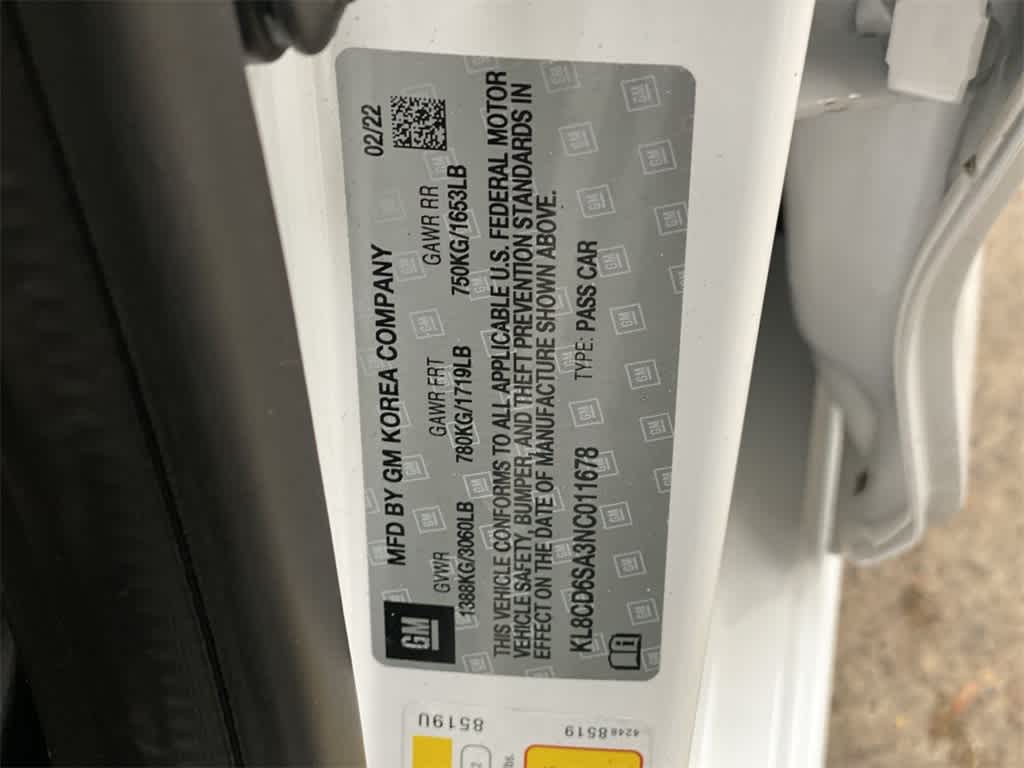 MFD BY GM KOREA COMPANY 02/22
GM
GVWR GAWR FRT GAWR RR
1388KG/3060LB 780KG/1719LB 750KG/1653LB
THIS VEHICLE CONFORMS TO ALL APPLICABLE U.S. FEDERAL MOTOR
VEHICLE SAFETY, BUMPER, AND THEFT PREVENTION STANDARDS IN
EFFECT ON THE DATE OF MANUFACTURE SHOWN ABOVE.
KL8CD6SA3NC011678 TYPE: PASS CAR
8519U
42488519
lbs.